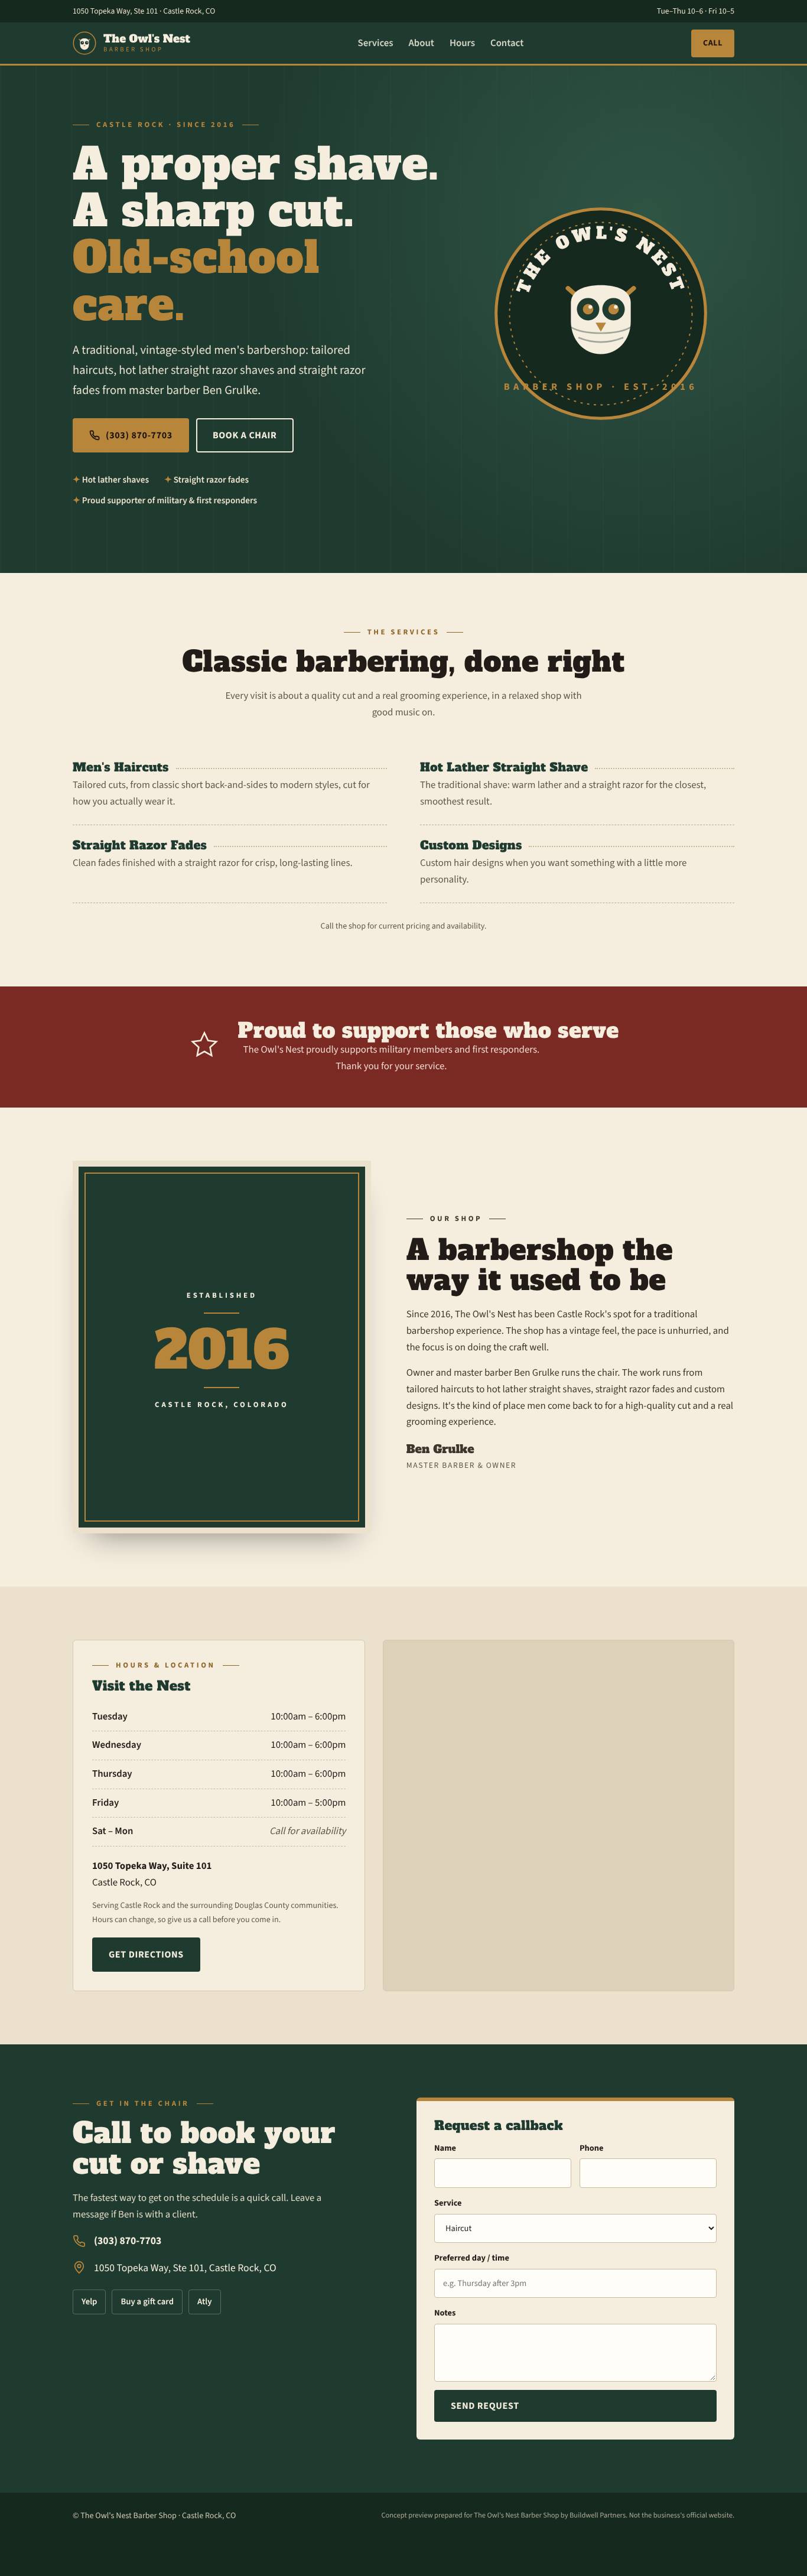 1050 Topeka Way, Ste 101 · Castle Rock, CO
Tue–Thu 10–6 · Fri 10–5
The Owl's Nest
BARBER SHOP
Services
About
Hours
Contact
CALL
CASTLE ROCK · SINCE 2016
A proper shave.
A sharp cut.
Old-school
care.
A traditional, vintage-styled men's barbershop: tailored
haircuts, hot lather straight razor shaves and straight razor
fades from master barber Ben Grulke.
(303) 870-7703
BOOK A CHAIR
✦ Hot lather shaves
✦ Straight razor fades
✦ Proud supporter of military & first responders
THE OWL'S NEST
BARBER SHOP · EST. 2016
THE SERVICES
Classic barbering, done right
Every visit is about a quality cut and a real grooming experience, in a relaxed shop with
good music on.
Men's Haircuts
Tailored cuts, from classic short back-and-sides to modern styles, cut for
how you actually wear it.
Hot Lather Straight Shave
The traditional shave: warm lather and a straight razor for the closest,
smoothest result.
Straight Razor Fades
Clean fades finished with a straight razor for crisp, long-lasting lines.
Custom Designs
Custom hair designs when you want something with a little more
personality.
Call the shop for current pricing and availability.
Proud to support those who serve
The Owl's Nest proudly supports military members and first responders.
Thank you for your service.
ESTABLISHED
2016
CASTLE ROCK, COLORADO
OUR SHOP
A barbershop the
way it used to be
Since 2016, The Owl's Nest has been Castle Rock's spot for a traditional
barbershop experience. The shop has a vintage feel, the pace is unhurried, and
the focus is on doing the craft well.
Owner and master barber Ben Grulke runs the chair. The work runs from
tailored haircuts to hot lather straight shaves, straight razor fades and custom
designs. It's the kind of place men come back to for a high-quality cut and a real
grooming experience.
Ben Grulke
MASTER BARBER & OWNER
HOURS & LOCATION
Visit the Nest
Tuesday 10:00am – 6:00pm
Wednesday 10:00am – 6:00pm
Thursday 10:00am – 6:00pm
Friday 10:00am – 5:00pm
Sat – Mon Call for availability
1050 Topeka Way, Suite 101
Castle Rock, CO
Serving Castle Rock and the surrounding Douglas County communities.
Hours can change, so give us a call before you come in.
GET DIRECTIONS
GET IN THE CHAIR
Call to book your
cut or shave
The fastest way to get on the schedule is a quick call. Leave a
message if Ben is with a client.
(303) 870-7703
1050 Topeka Way, Ste 101, Castle Rock, CO
Yelp
Buy a gift card
Atly
Request a callback
Name
Phone
Service
Haircut
Preferred day / time
e.g. Thursday after 3pm
Notes
SEND REQUEST
© The Owl's Nest Barber Shop · Castle Rock, CO
Concept preview prepared for The Owl's Nest Barber Shop by Buildwell Partners. Not the business's official website.